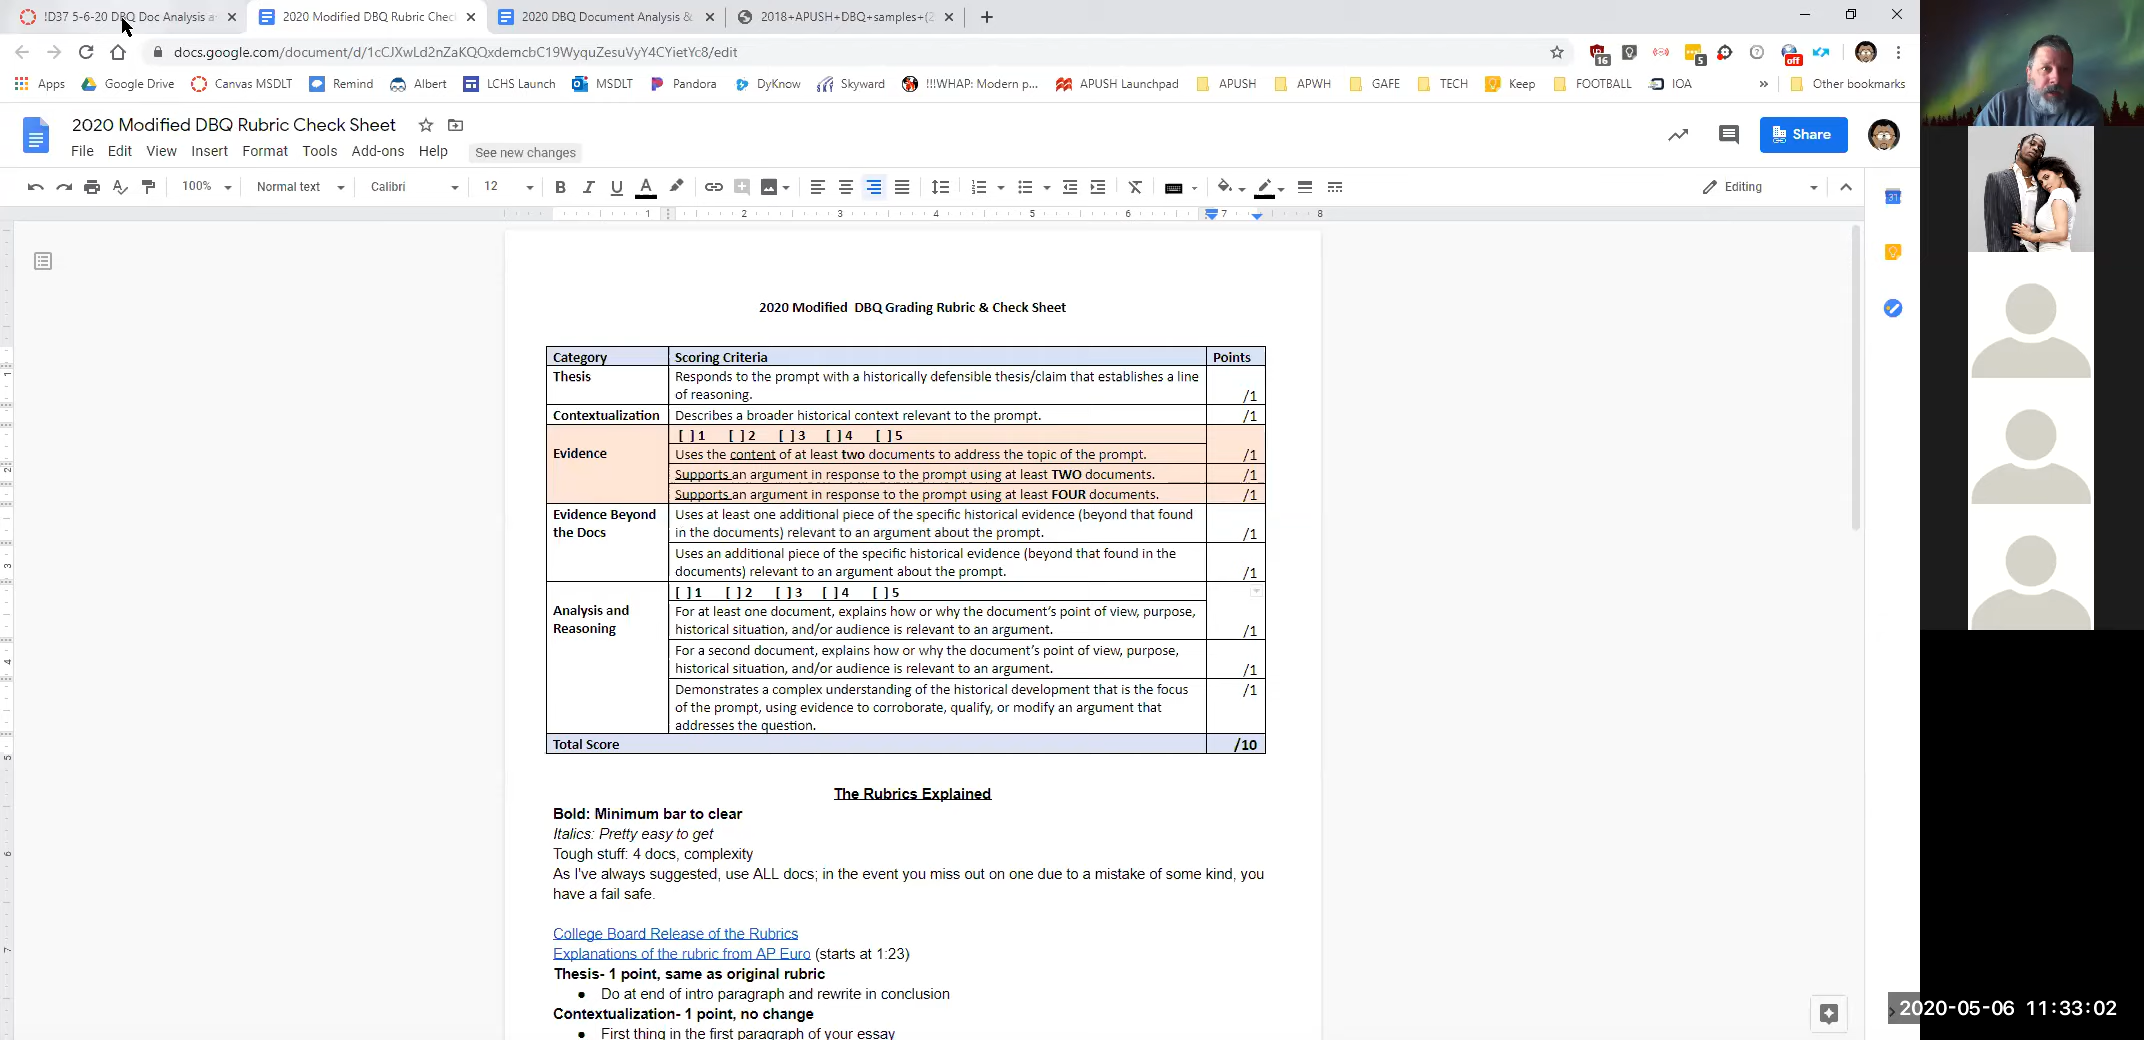 !D37 5-6-20 DBQ Doc Analysis a
2020 Modified DBQ Rubric Chec
2020 DBQ Document Analysis &
2018+APUSH+DBQ+samples+(2
docs.google.com/document/d/1cCJXwLd2nZaKQQxdemcbC19WyquZesuVyY4CYietYc8/edit
16
5
off
Apps Google Drive Canvas MSDLT Remind Albert LCHS Launch MSDLT Pandora DyKnow Skyward !!!WHAP: Modern p... APUSH Launchpad APUSH APWH GAFE TECH Keep FOOTBALL IOA » Other bookmarks
2020 Modified DBQ Rubric Check Sheet
Share
File Edit View Insert Format Tools Add-ons Help See new changes
100% Normal text Calibri 12 B I U A Editing
1 2 3 4 5 6 7 8
31
2020 Modified DBQ Grading Rubric & Check Sheet
Category Scoring Criteria Points
Thesis Responds to the prompt with a historically defensible thesis/claim that establishes a line
of reasoning. /1
Contextualization Describes a broader historical context relevant to the prompt. /1
[ ] 1 [ ] 2 [ ] 3 [ ] 4 [ ] 5
Evidence Uses the content of at least two documents to address the topic of the prompt. /1
Supports an argument in response to the prompt using at least TWO documents. /1
Supports an argument in response to the prompt using at least FOUR documents. /1
Evidence Beyond Uses at least one additional piece of the specific historical evidence (beyond that found
the Docs in the documents) relevant to an argument about the prompt. /1
Uses an additional piece of the specific historical evidence (beyond that found in the
documents) relevant to an argument about the prompt. /1
[ ] 1 [ ] 2 [ ] 3 [ ] 4 [ ] 5
Analysis and For at least one document, explains how or why the document's point of view, purpose,
Reasoning historical situation, and/or audience is relevant to an argument. /1
For a second document, explains how or why the document's point of view, purpose,
historical situation, and/or audience is relevant to an argument. /1
Demonstrates a complex understanding of the historical development that is the focus /1
of the prompt, using evidence to corroborate, qualify, or modify an argument that
addresses the question.
Total Score /10
The Rubrics Explained
Bold: Minimum bar to clear
Italics: Pretty easy to get
Tough stuff: 4 docs, complexity
As I've always suggested, use ALL docs; in the event you miss out on one due to a mistake of some kind, you
have a fail safe.
College Board Release of the Rubrics
Explanations of the rubric from AP Euro (starts at 1:23)
Thesis- 1 point, same as original rubric
● Do at end of intro paragraph and rewrite in conclusion
Contextualization- 1 point, no change
● First thing in the first paragraph of your essay
2020-05-06 11:33:02